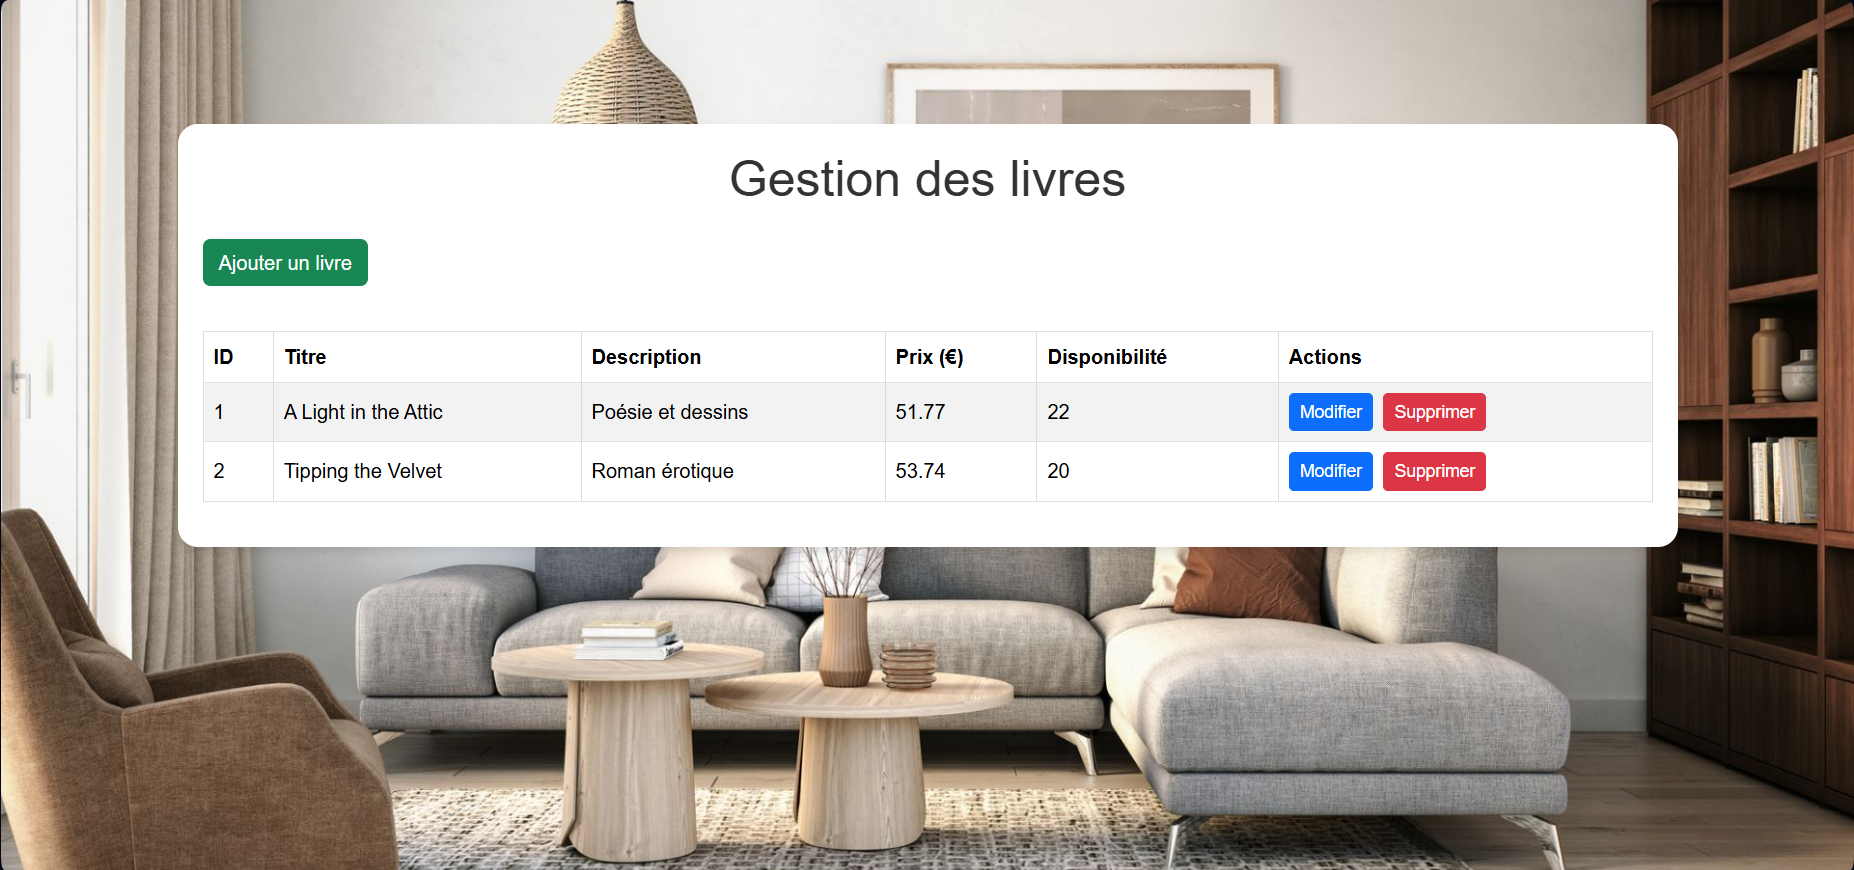 Gestion des livres
Ajouter un livre
ID Titre Description Prix (€) Disponibilité Actions
1 A Light in the Attic Poésie et dessins 51.77 22 Modifier Supprimer
2 Tipping the Velvet Roman érotique 53.74 20 Modifier Supprimer